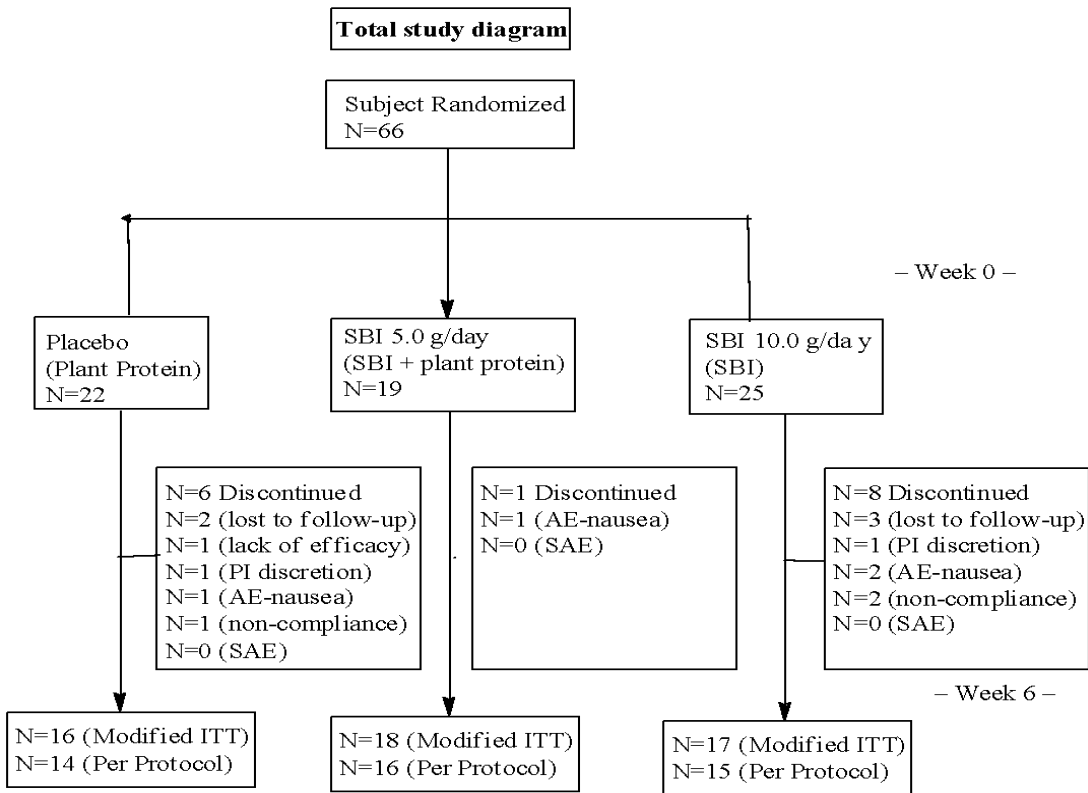 Total study diagram
Subject Randomized
N=66
– Week 0 –
Placebo
(Plant Protein)
N=22
SBI 5.0 g/day
(SBI + plant protein)
N=19
SBI 10.0 g/da y
(SBI)
N=25
N=6 Discontinued
N=2 (lost to follow-up)
N=1 (lack of efficacy)
N=1 (PI discretion)
N=1 (AE-nausea)
N=1 (non-compliance)
N=0 (SAE)
N=1 Discontinued
N=1 (AE-nausea)
N=0 (SAE)
N=8 Discontinued
N=3 (lost to follow-up)
N=1 (PI discretion)
N=2 (AE-nausea)
N=2 (non-compliance)
N=0 (SAE)
– Week 6 –
N=16 (Modified ITT)
N=14 (Per Protocol)
N=18 (Modified ITT)
N=16 (Per Protocol)
N=17 (Modified ITT)
N=15 (Per Protocol)